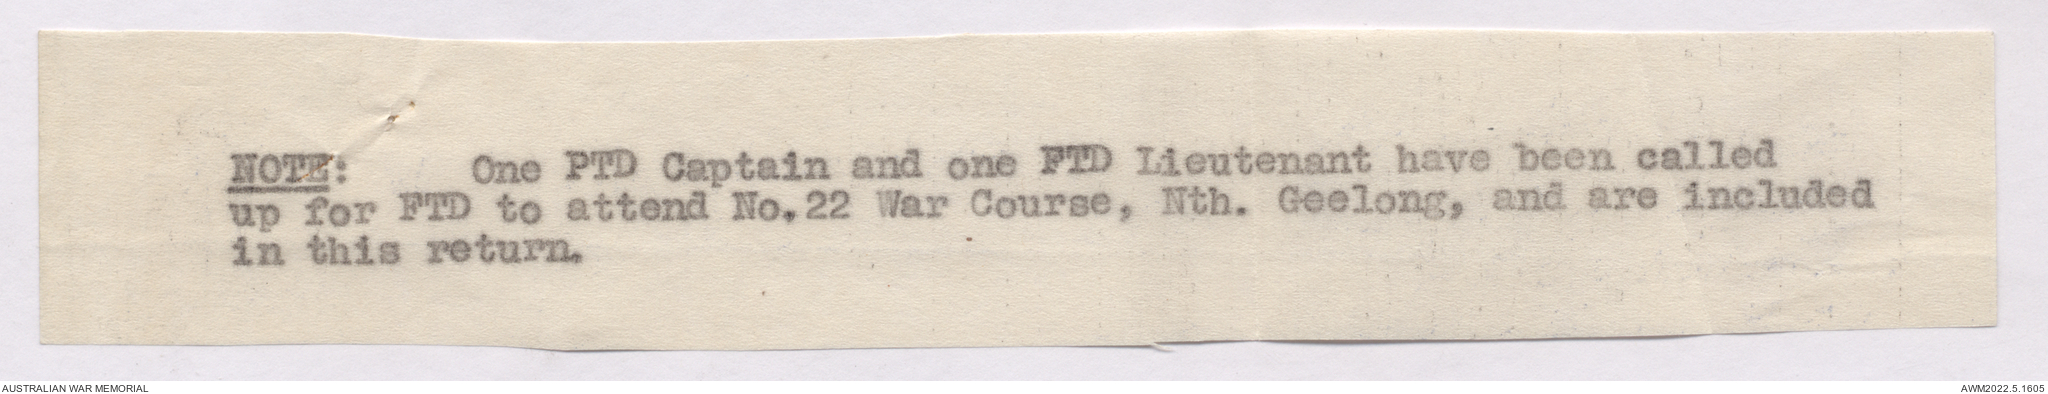 NOTE: One PTD Captain and one FTD Lieutenant have been called
up for FTD to attend No.22 War Course, Nth. Geelong, and are included
in this return.
AUSTRALIAN WAR MEMORIAL
AWM2022.5.1605